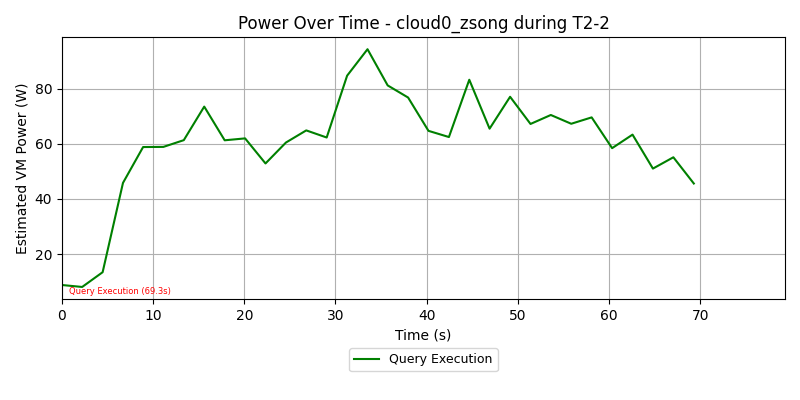 Power Over Time - cloud0_zsong during T2-2
Estimated VM Power (W)
80
60
40
20
Query Execution (69.3s)
0 10 20 30 40 50 60 70
Time (s)
Query Execution